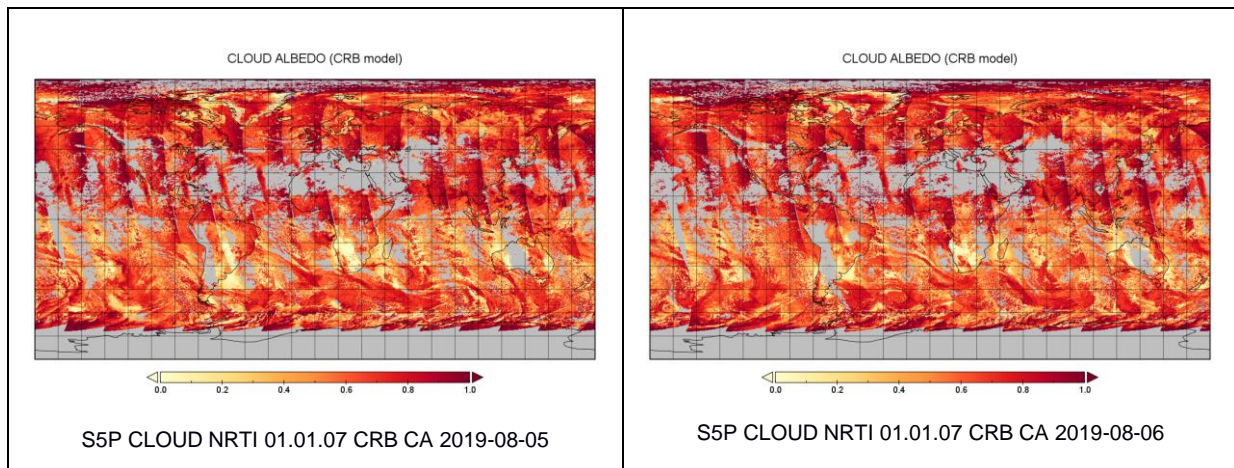 CLOUD ALBEDO (CRB model)
0.0 0.2 0.4 0.6 0.8 1.0
S5P CLOUD NRTI 01.01.07 CRB CA 2019-08-05
CLOUD ALBEDO (CRB model)
0.0 0.2 0.4 0.6 0.8 1.0
S5P CLOUD NRTI 01.01.07 CRB CA 2019-08-06